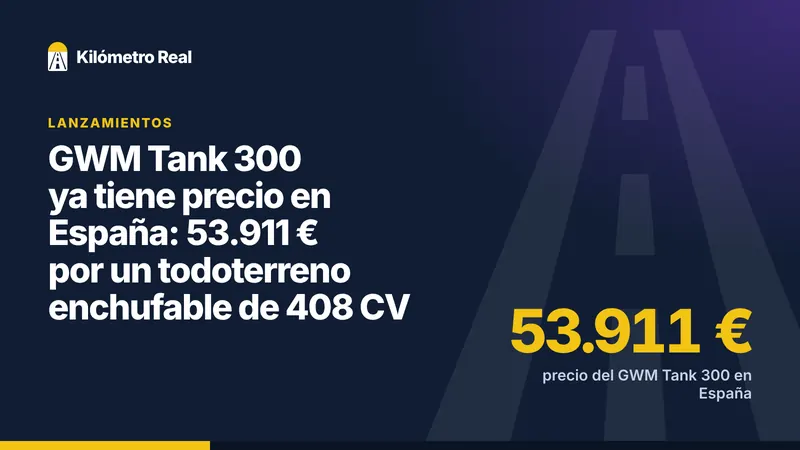 Kilómetro Real
LANZAMIENTOS
GWM Tank 300
ya tiene precio en
España: 53.911 €
por un todoterreno
enchufable de 408 CV
53.911 €
precio del GWM Tank 300 en
España